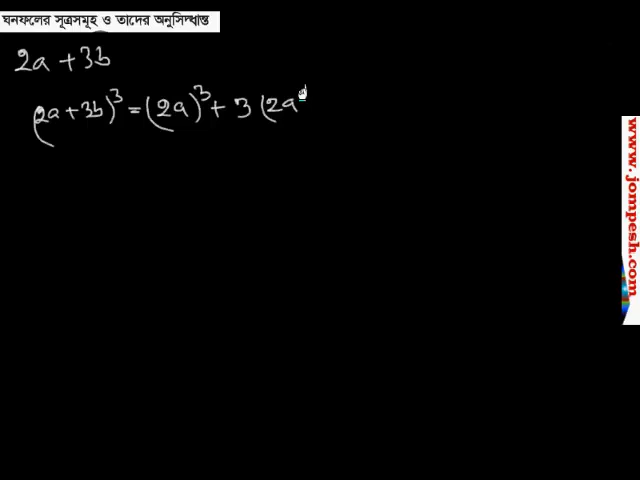 ঘনফলের সূত্রসমূহ ও তাদের অনুসিদ্ধান্ত
2a + 3b
(2a + 3b)³ = (2a)³ + 3 (2a
www.jompesh.com